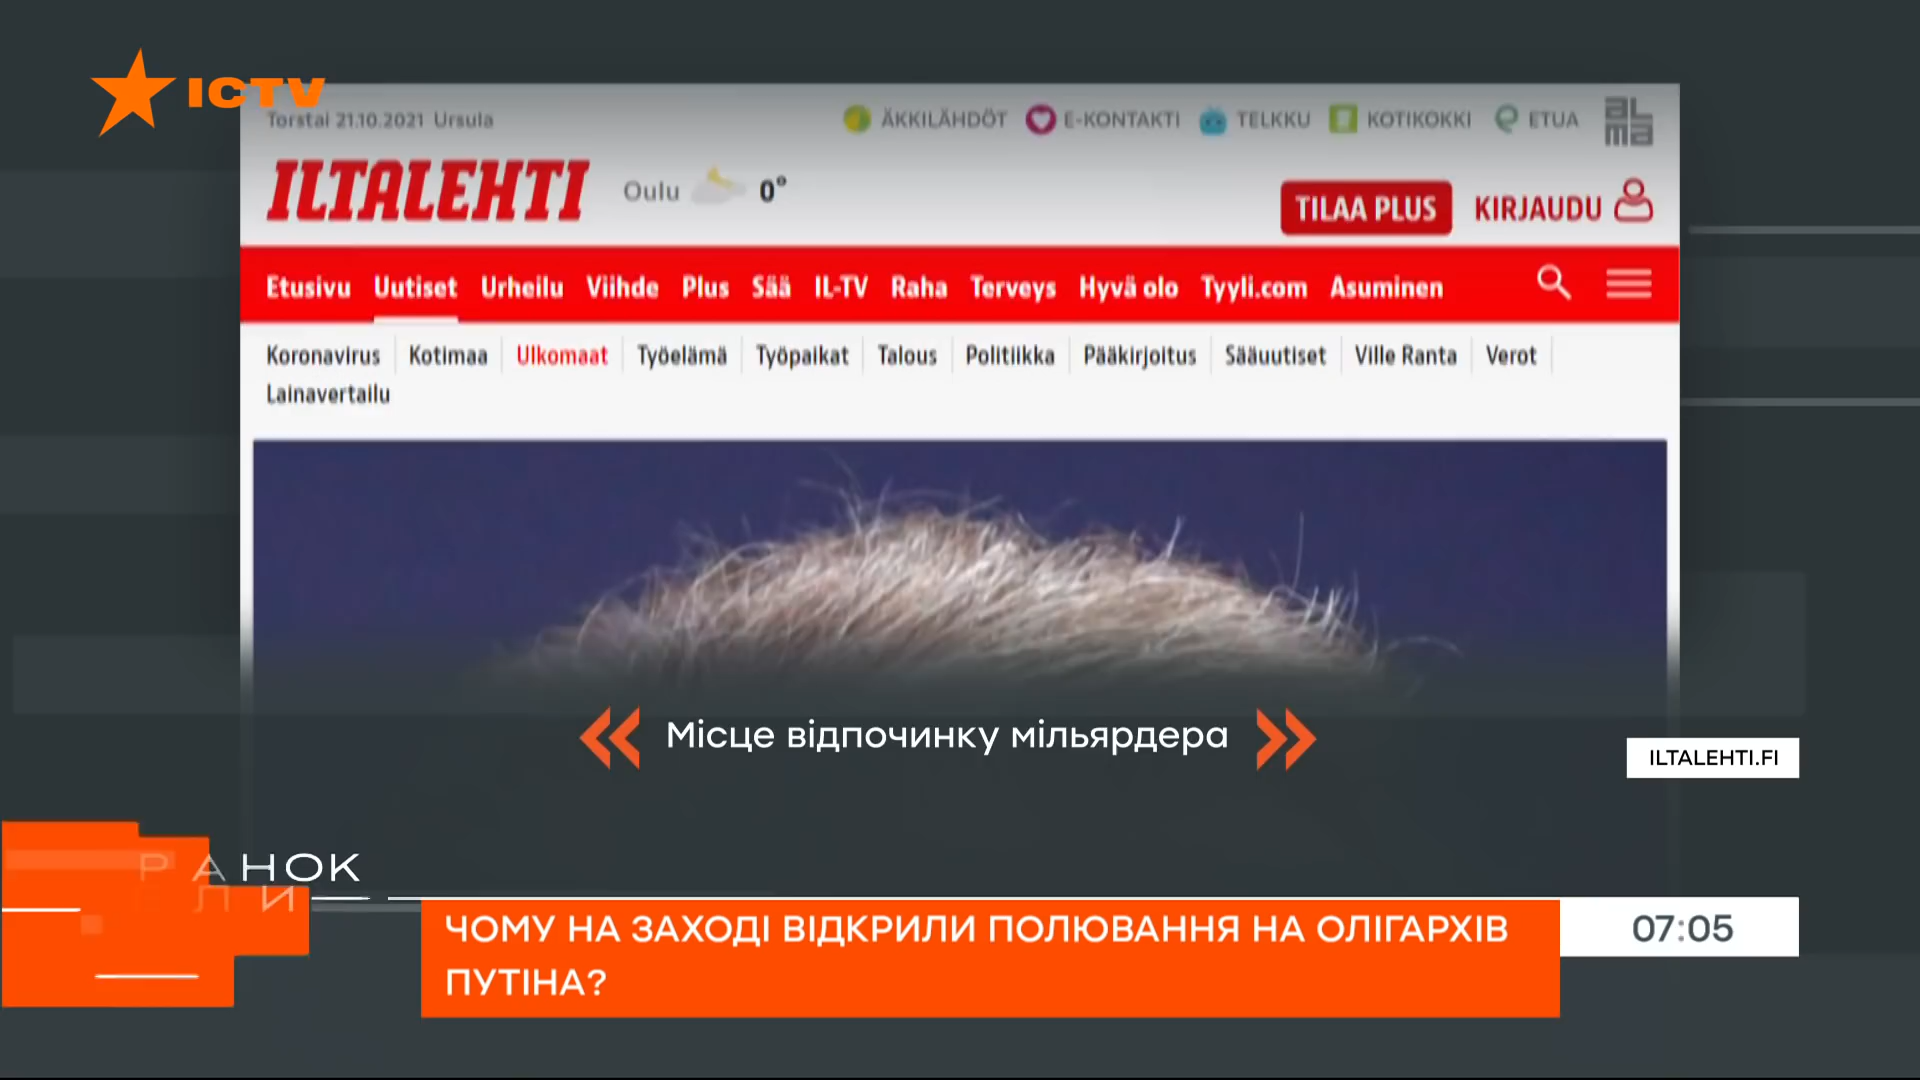 ICTV
Torstai 21.10.2021 Ursula
ÄKKILÄHDÖT E-KONTAKTI TELKKU KOTIKOKKI ETUA
ALMA
ILTALEHTI
Oulu 0°
TILAA PLUS KIRJAUDU
Etusivu Uutiset Urheilu Viihde Plus Sää IL-TV Raha Terveys Hyvä olo Tyyli.com Asuminen
Koronavirus Kotimaa Ulkomaat Työelämä Työpaikat Talous Politiikka Pääkirjoitus Sääuutiset Ville Ranta Verot
Lainavertailu
« Місце відпочинку мільярдера »
ILTALEHTI.FI
РАНОК
ЧОМУ НА ЗАХОДІ ВІДКРИЛИ ПОЛЮВАННЯ НА ОЛІГАРХІВ
ПУТІНА?
07:05